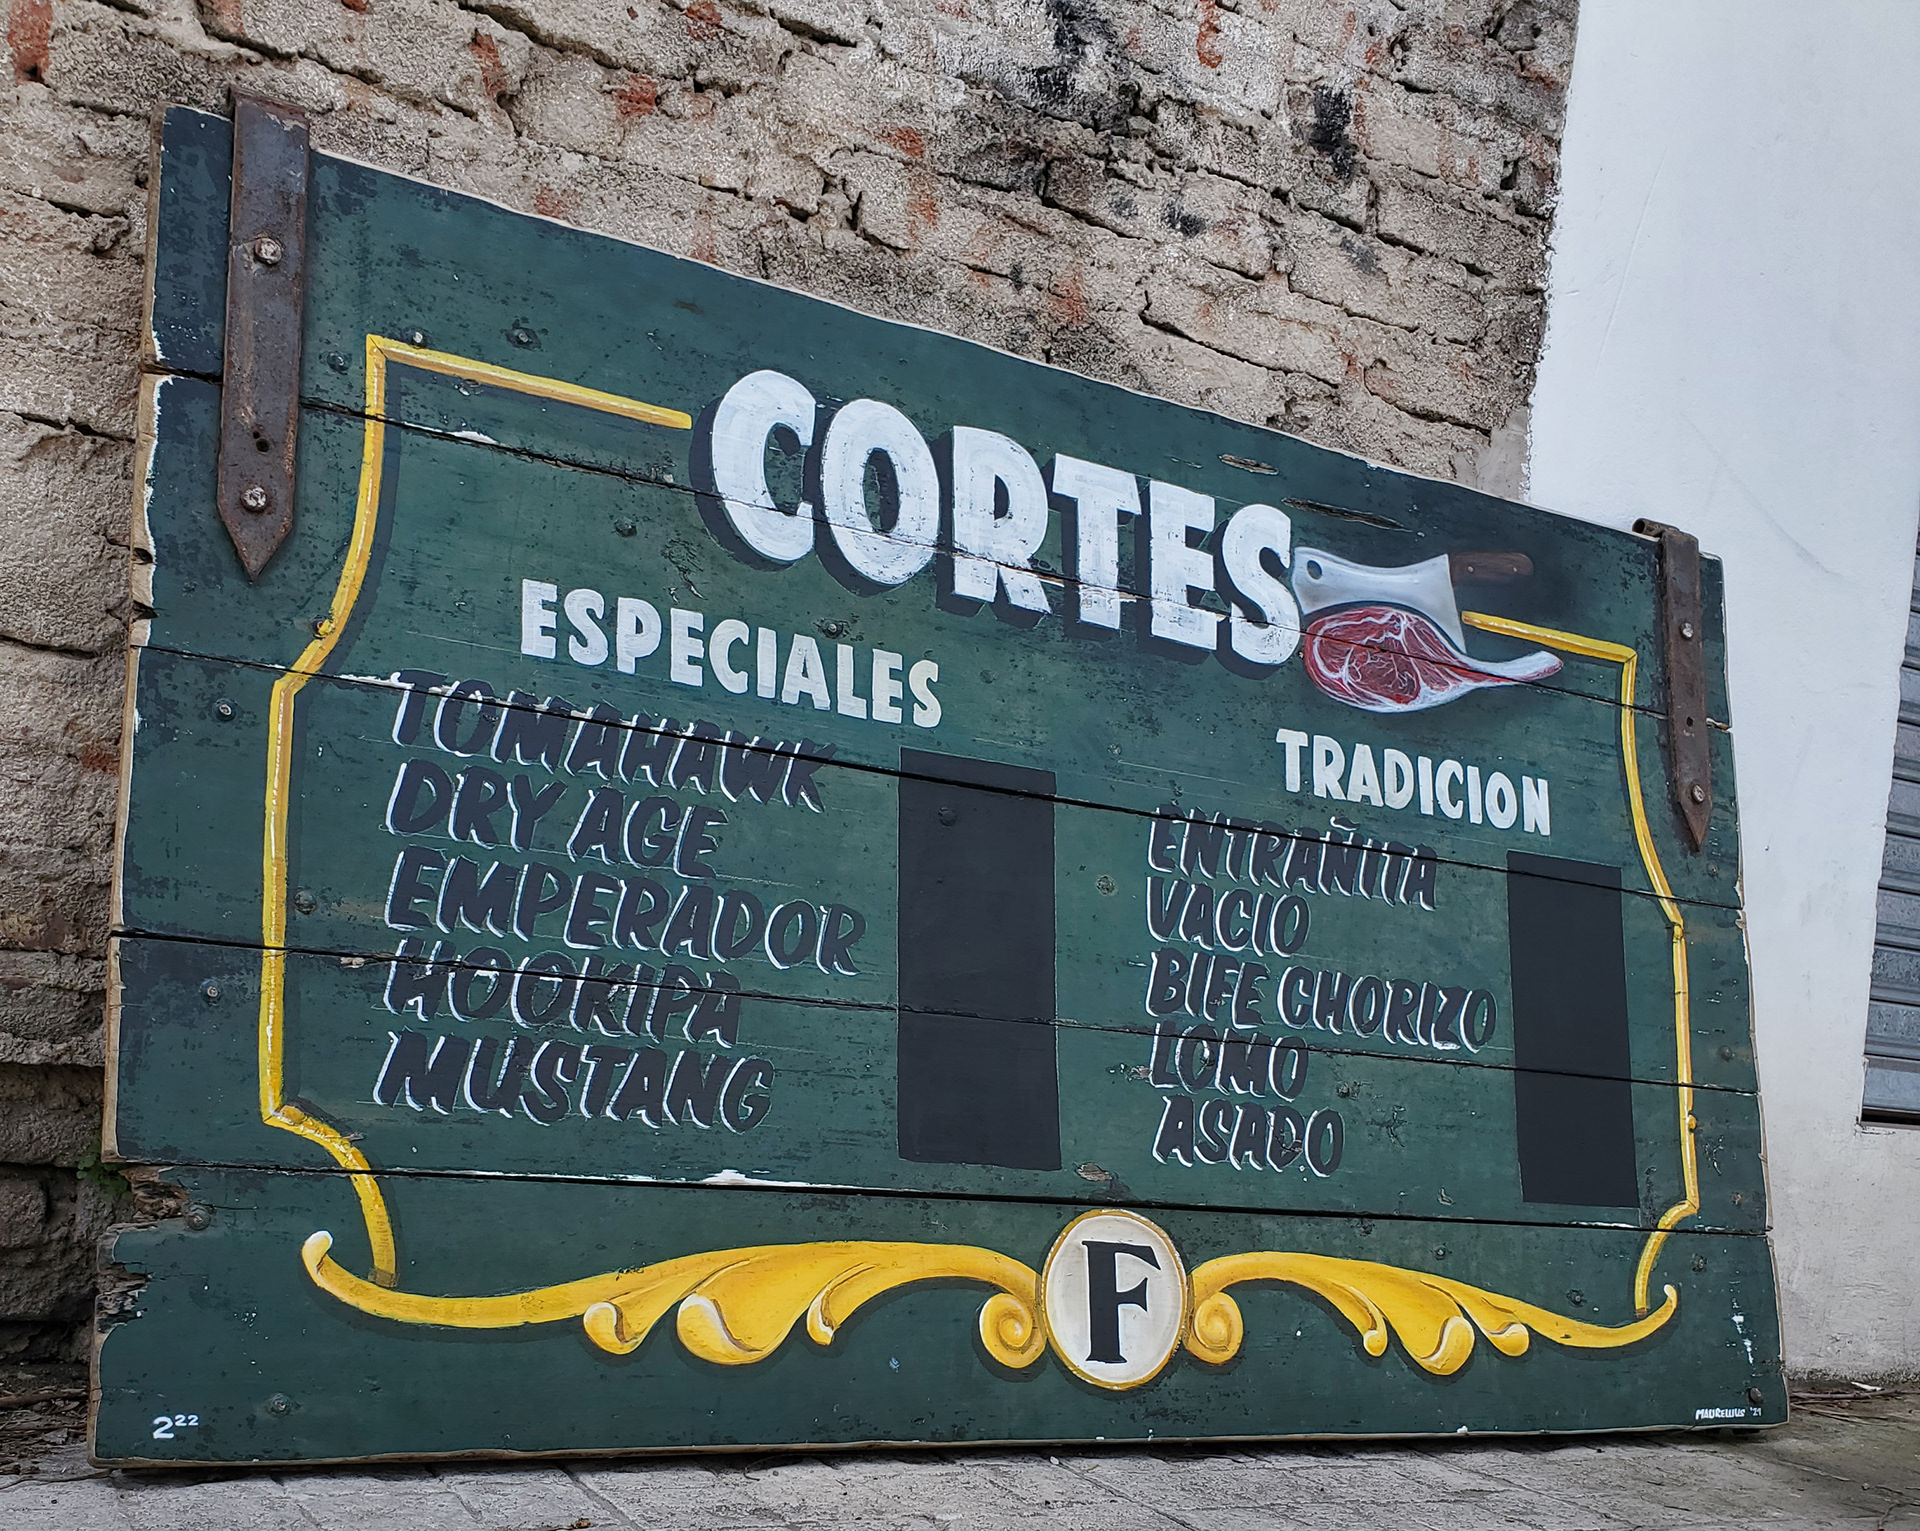 CORTES
ESPECIALES
TOMAHAWK
DRY AGE
EMPERADOR
HOOKIPA
MUSTANG
TRADICION
ENTRAÑITA
VACIO
BIFE CHORIZO
LOMO
ASADO
F
2²²
MAURELIUS '21